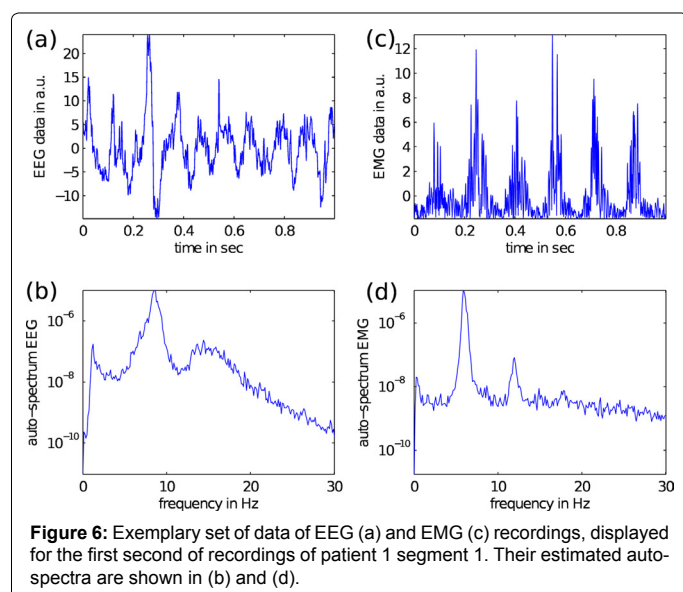 (a)
EEG data in a.u.
20
15
10
5
0
−5
−10
0 0.2 0.4 0.6 0.8
time in sec
(c)
EMG data in a.u.
12
10
8
6
4
2
0
0 0.2 0.4 0.6 0.8
time in sec
(b)
auto−spectrum EEG
10−6
10−8
10−10
0 10 20 30
frequency in Hz
(d)
auto−spectrum EMG
10−6
10−8
10−10
0 10 20 30
frequency in Hz
Figure 6: Exemplary set of data of EEG (a) and EMG (c) recordings, displayed
for the first second of recordings of patient 1 segment 1. Their estimated auto-
spectra are shown in (b) and (d).